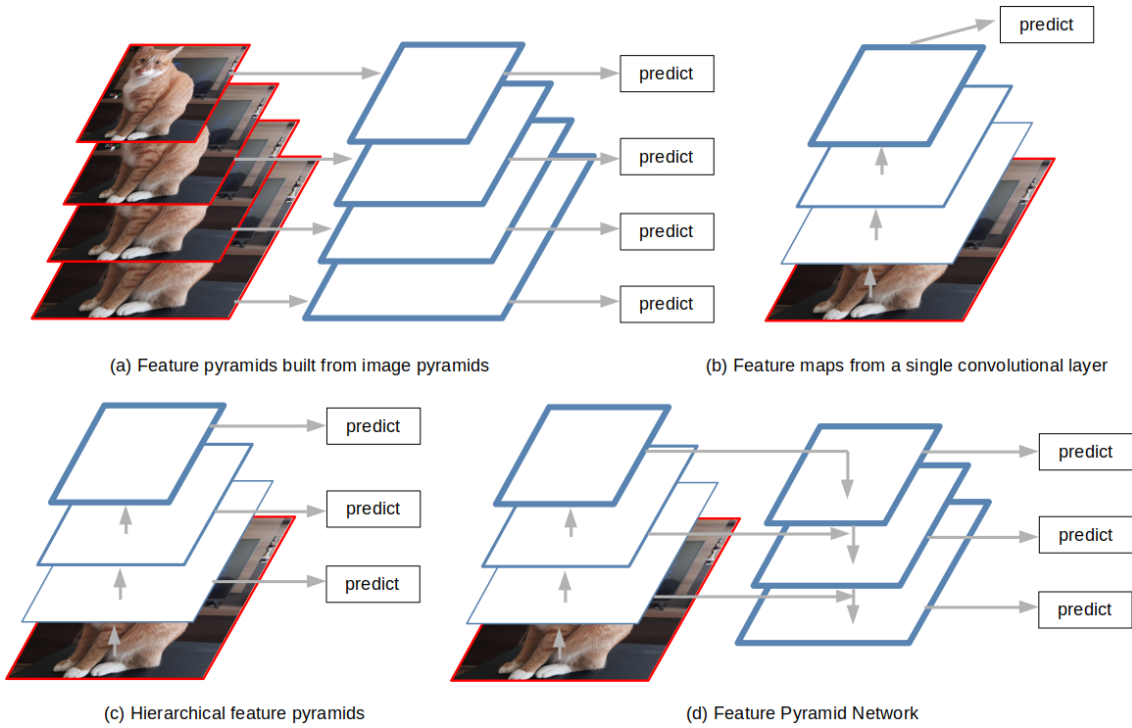 predict
predict
predict
predict
(a) Feature pyramids built from image pyramids
predict
(b) Feature maps from a single convolutional layer
predict
predict
predict
(c) Hierarchical feature pyramids
predict
predict
predict
(d) Feature Pyramid Network